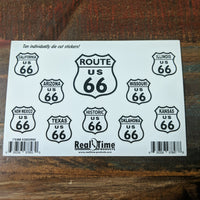 Ten individually die cut stickers!
ROUTE
US
66
CALIFORNIA
US
66
ILLINOIS
US
66
ARIZONA
US
66
MISSOURI
US
66
NEW MEXICO
US
66
TEXAS
US
66
HISTORIC
US
66
OKLAHOMA
US
66
KANSAS
US
66
Real Time